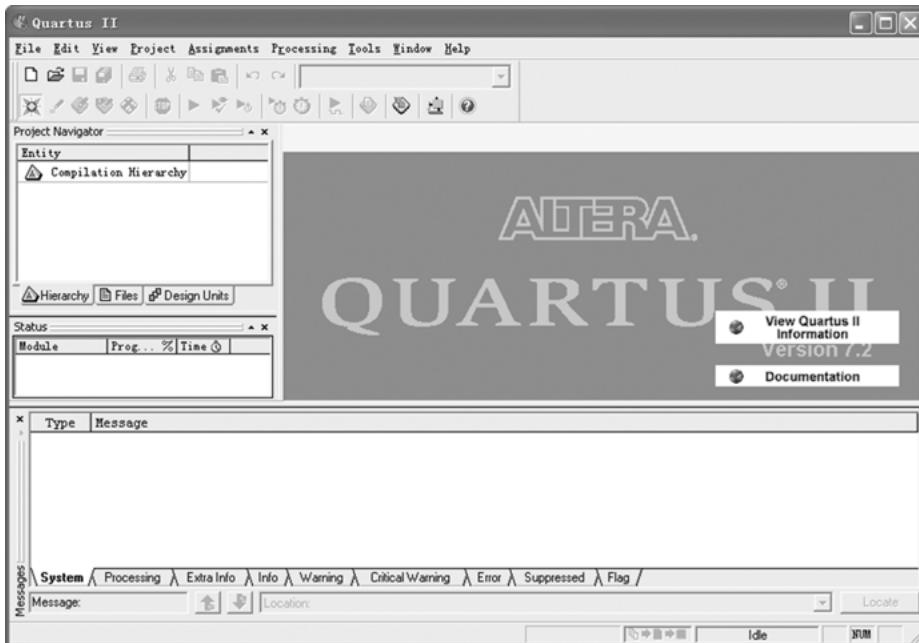 Quartus II
File Edit View Project Assignments Processing Tools Window Help
Project Navigator
Entity
Compilation Hierarchy
Hierarchy Files Design Units
Status
Module Prog... % Time
ALTERA.
QUARTUS® II
View Quartus II
Information
Version 7.2
Documentation
Type Message
System Processing Extra Info Info Warning Critical Warning Error Suppressed Flag
Messages
Message: Location: Locate
Idle NUM